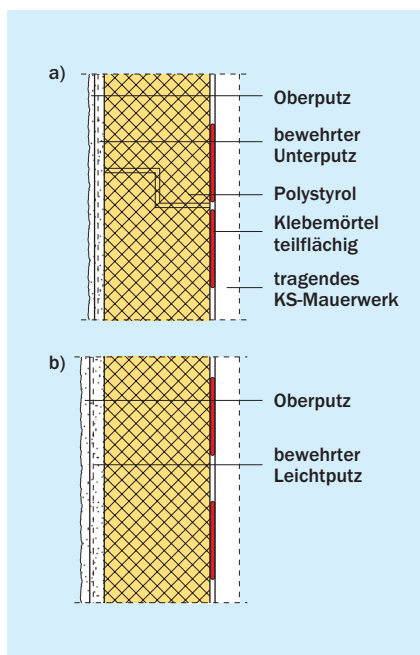 a)
Oberputz
bewehrter
Unterputz
Polystyrol
Klebemörtel
teilflächig
tragendes
KS-Mauerwerk
b)
Oberputz
bewehrter
Leichtputz